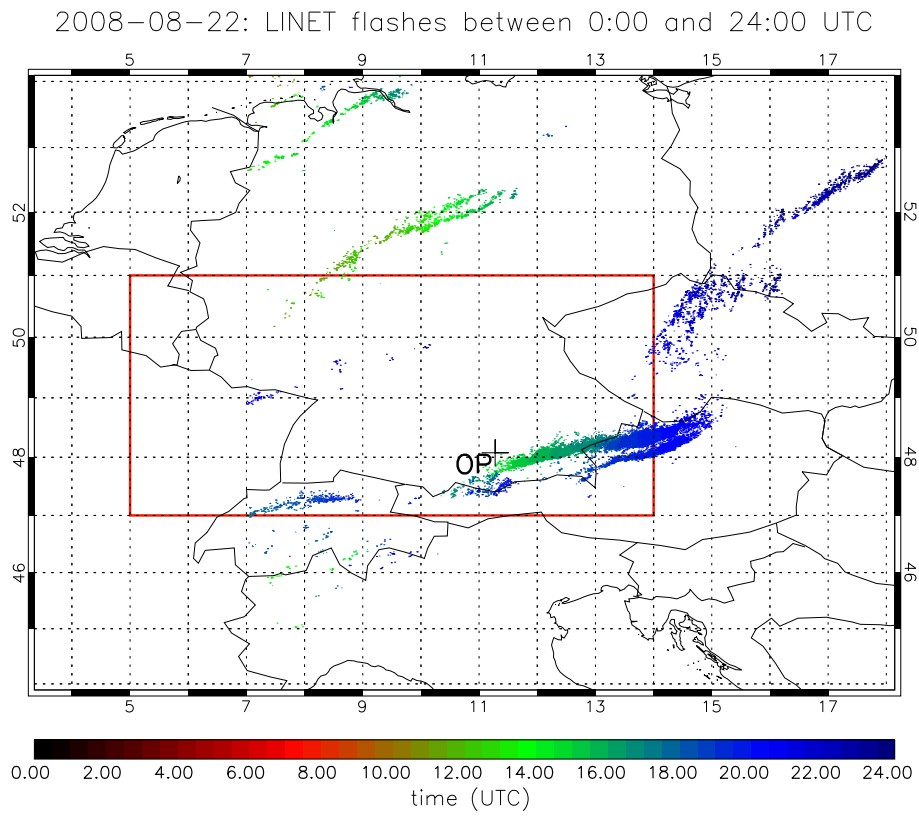 2008-08-22: LINET flashes between 0:00 and 24:00 UTC
5 7 9 11 13 15 17
52 52
50 50
OP
48 48
46 46
5 7 9 11 13 15 17
0.00 2.00 4.00 6.00 8.00 10.00 12.00 14.00 16.00 18.00 20.00 22.00 24.00
time (UTC)